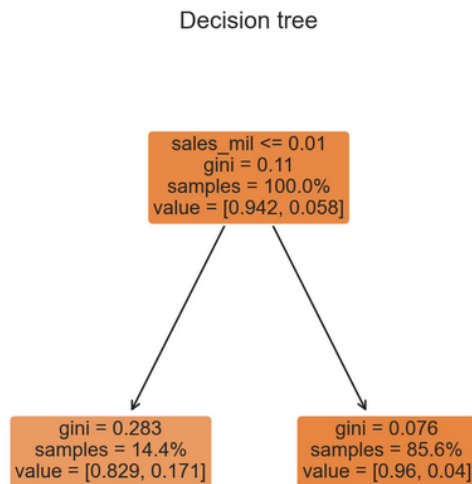 Decision tree
sales_mil <= 0.01
gini = 0.11
samples = 100.0%
value = [0.942, 0.058]
gini = 0.283
samples = 14.4%
value = [0.829, 0.171]
gini = 0.076
samples = 85.6%
value = [0.96, 0.04]